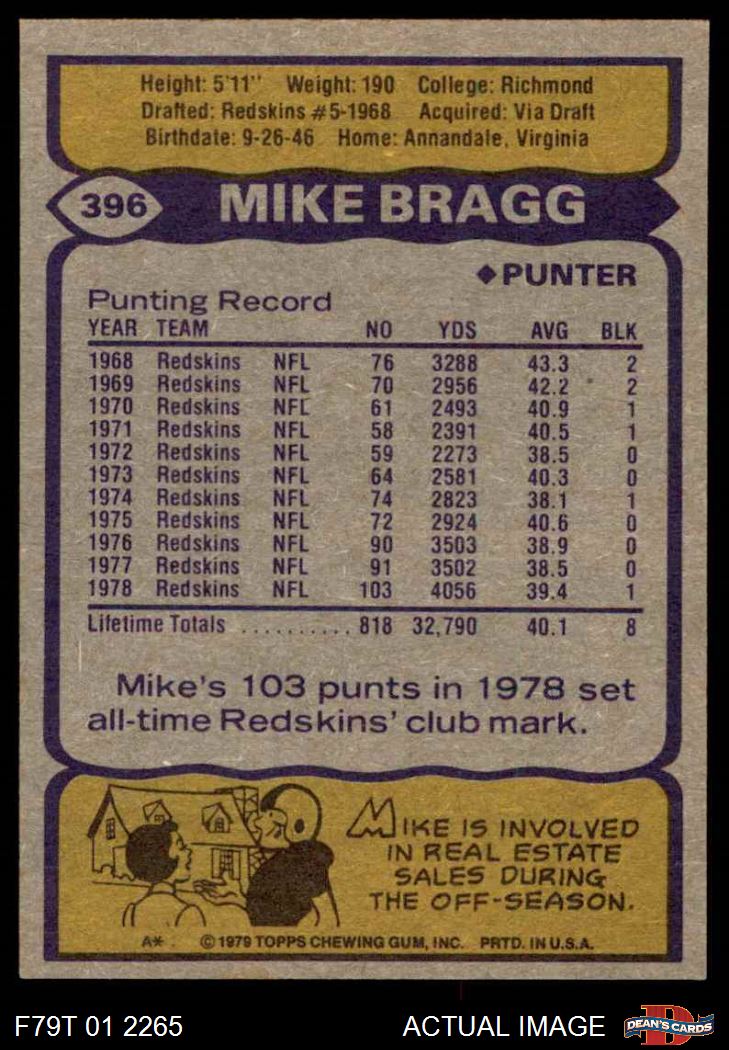 Height: 5'11" Weight: 190 College: Richmond
Drafted: Redskins #5-1968 Acquired: Via Draft
Birthdate: 9-26-46 Home: Annandale, Virginia
396 MIKE BRAGG
◆PUNTER
Punting Record
YEAR TEAM NO YDS AVG BLK
1968 Redskins NFL 76 3288 43.3 2
1969 Redskins NFL 70 2956 42.2 2
1970 Redskins NFL 61 2493 40.9 1
1971 Redskins NFL 58 2391 40.5 1
1972 Redskins NFL 59 2273 38.5 0
1973 Redskins NFL 64 2581 40.3 0
1974 Redskins NFL 74 2823 38.1 1
1975 Redskins NFL 72 2924 40.6 0
1976 Redskins NFL 90 3503 38.9 0
1977 Redskins NFL 91 3502 38.5 0
1978 Redskins NFL 103 4056 39.4 1
Lifetime Totals .......... 818 32,790 40.1 8
Mike's 103 punts in 1978 set
all-time Redskins' club mark.
MIKE IS INVOLVED
IN REAL ESTATE
SALES DURING
THE OFF-SEASON.
A* ©1979 TOPPS CHEWING GUM, INC. PRTD. IN U.S.A.
F79T 01 2265 ACTUAL IMAGE D DEAN'S CARDS